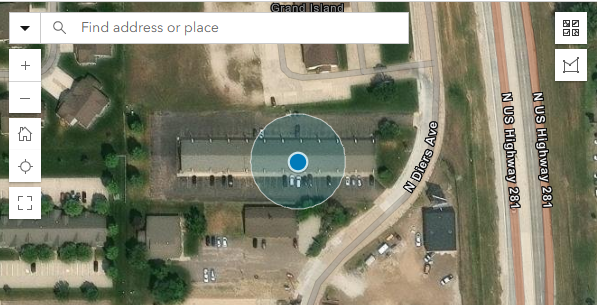 Grand Island
Find address or place
N Diers Ave
N US Highway 281
N US Highway 281